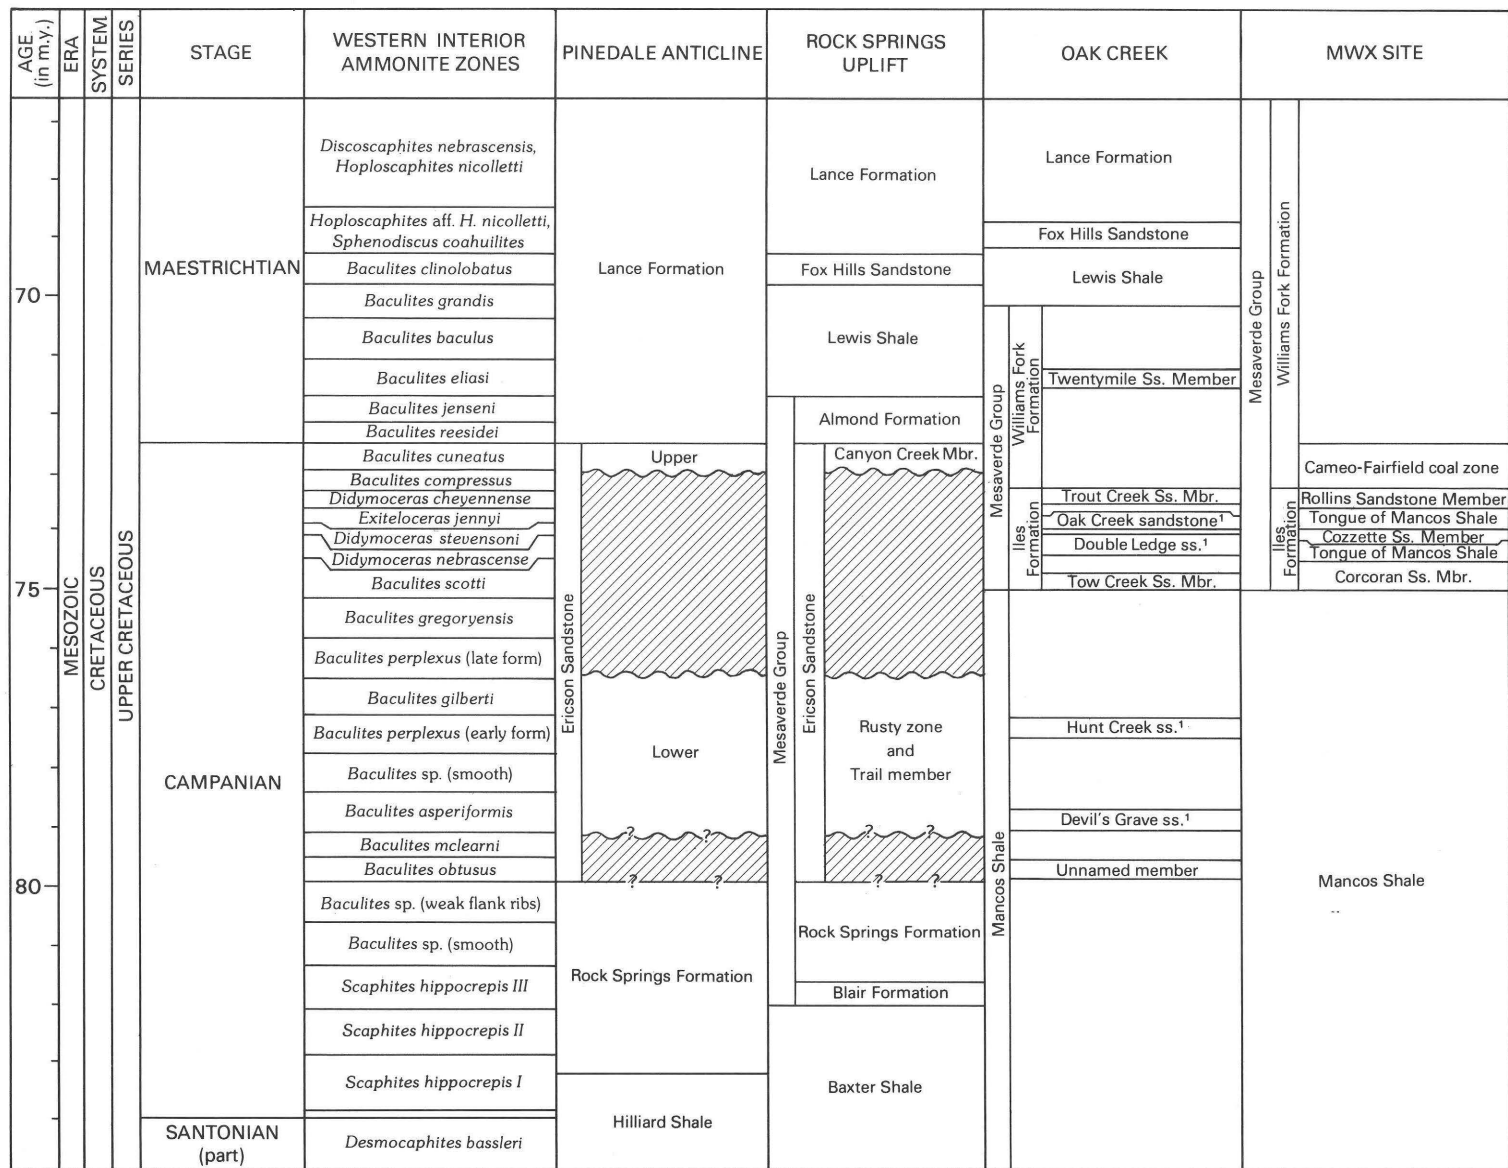 AGE
(in m.y.)
ERA
SYSTEM
SERIES
STAGE
WESTERN INTERIOR
AMMONITE ZONES
PINEDALE ANTICLINE
ROCK SPRINGS
UPLIFT
OAK CREEK
MWX SITE
70
75
80
MESOZOIC
CRETACEOUS
UPPER CRETACEOUS
MAESTRICHTIAN
CAMPANIAN
SANTONIAN
(part)
Discoscaphites nebrascensis,
Hoploscaphites nicolletti
Hoploscaphites aff. H. nicolletti,
Sphenodiscus coahuilites
Baculites clinolobatus
Baculites grandis
Baculites baculus
Baculites eliasi
Baculites jenseni
Baculites reesidei
Baculites cuneatus
Baculites compressus
Didymoceras cheyennense
Exiteloceras jennyi
Didymoceras stevensoni
Didymoceras nebrascense
Baculites scotti
Baculites gregoryensis
Baculites perplexus (late form)
Baculites gilberti
Baculites perplexus (early form)
Baculites sp. (smooth)
Baculites asperiformis
Baculites mclearni
Baculites obtusus
Baculites sp. (weak flank ribs)
Baculites sp. (smooth)
Scaphites hippocrepis III
Scaphites hippocrepis II
Scaphites hippocrepis I
Desmocaphites bassleri
Lance Formation
Ericson Sandstone
Upper
Lower
? ?
? ?
Rock Springs Formation
Hilliard Shale
Lance Formation
Fox Hills Sandstone
Lewis Shale
Mesaverde Group
Almond Formation
Ericson Sandstone
Canyon Creek Mbr.
Rusty zone
and
Trail member
? ?
? ?
Rock Springs Formation
Blair Formation
Baxter Shale
Lance Formation
Fox Hills Sandstone
Lewis Shale
Mesaverde Group
Williams Fork
Formation
Twentymile Ss. Member
Iles
Formation
Trout Creek Ss. Mbr.
Oak Creek sandstone¹
Double Ledge ss.¹
Tow Creek Ss. Mbr.
Mancos Shale
Hunt Creek ss.¹
Devil's Grave ss.¹
Unnamed member
Mesaverde Group
Williams Fork Formation
Cameo-Fairfield coal zone
Iles
Formation
Rollins Sandstone Member
Tongue of Mancos Shale
Cozzette Ss. Member
Tongue of Mancos Shale
Corcoran Ss. Mbr.
Mancos Shale